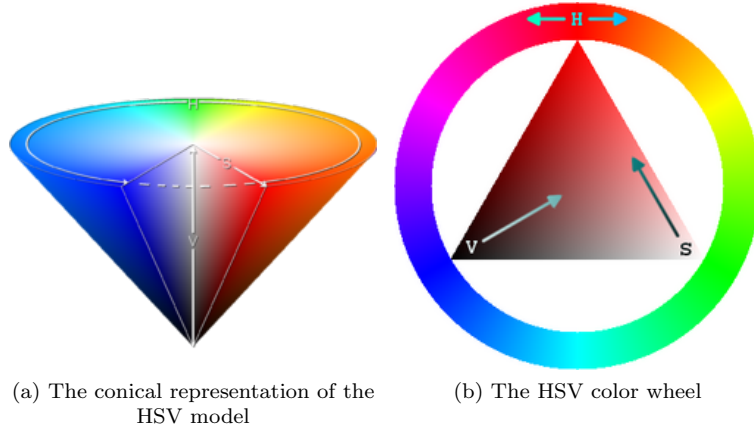 H
S
V
H
V
S
(a) The conical representation of the
HSV model
(b) The HSV color wheel